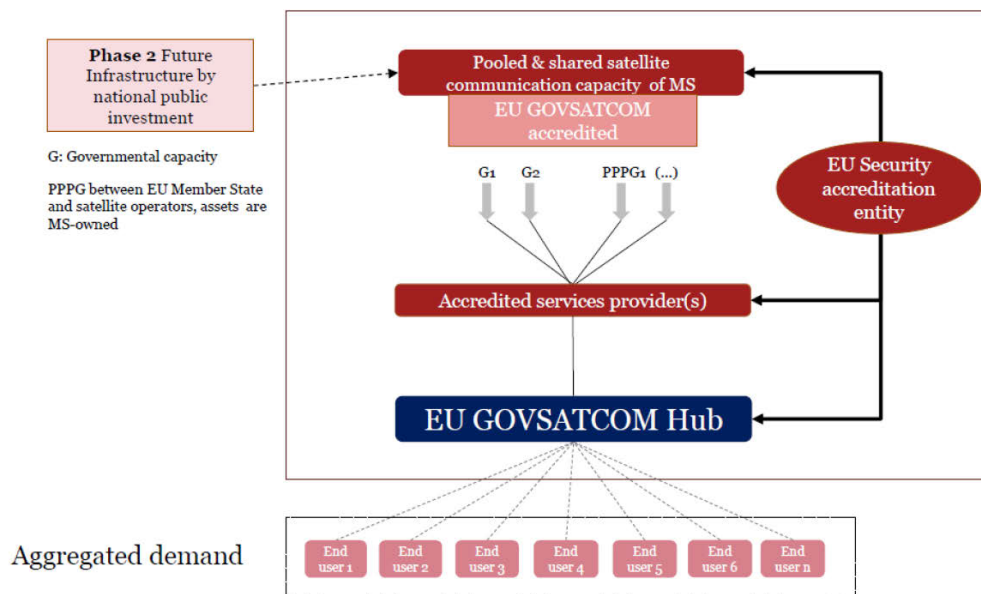 Phase 2 Future
Infrastructure by
national public
investment
G: Governmental capacity
PPPG between EU Member State
and satellite operators, assets are
MS-owned
Pooled & shared satellite
communication capacity of MS
EU GOVSATCOM
accredited
G1 G2 PPPG1 (...)
EU Security
accreditation
entity
Accredited services provider(s)
EU GOVSATCOM Hub
Aggregated demand
End
user 1
End
user 2
End
user 3
End
user 4
End
user 5
End
user 6
End
user n